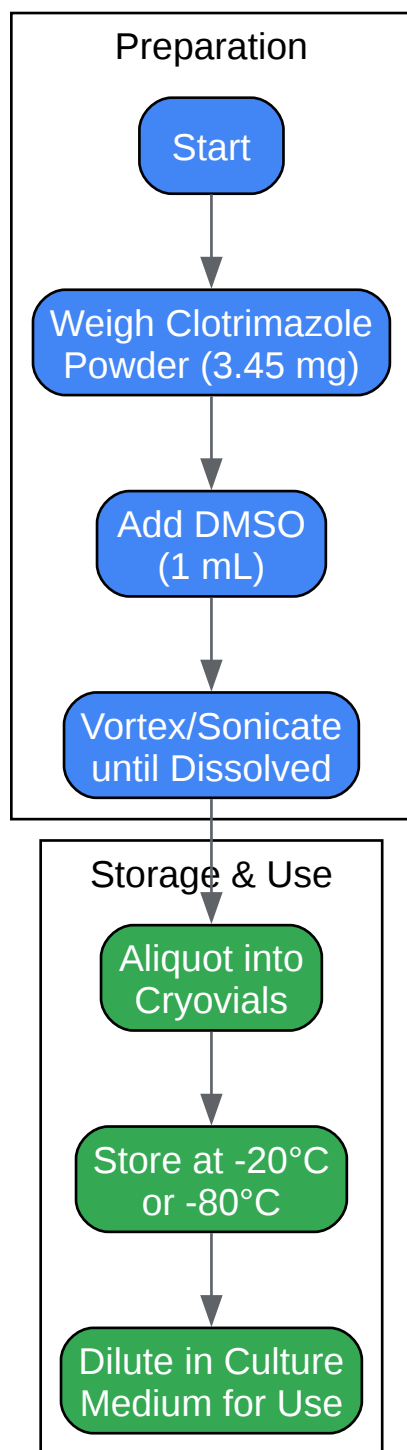 Preparation
Start
Weigh Clotrimazole
Powder (3.45 mg)
Add DMSO
(1 mL)
Vortex/Sonicate
until Dissolved
Storage & Use
Aliquot into
Cryovials
Store at -20°C
or -80°C
Dilute in Culture
Medium for Use